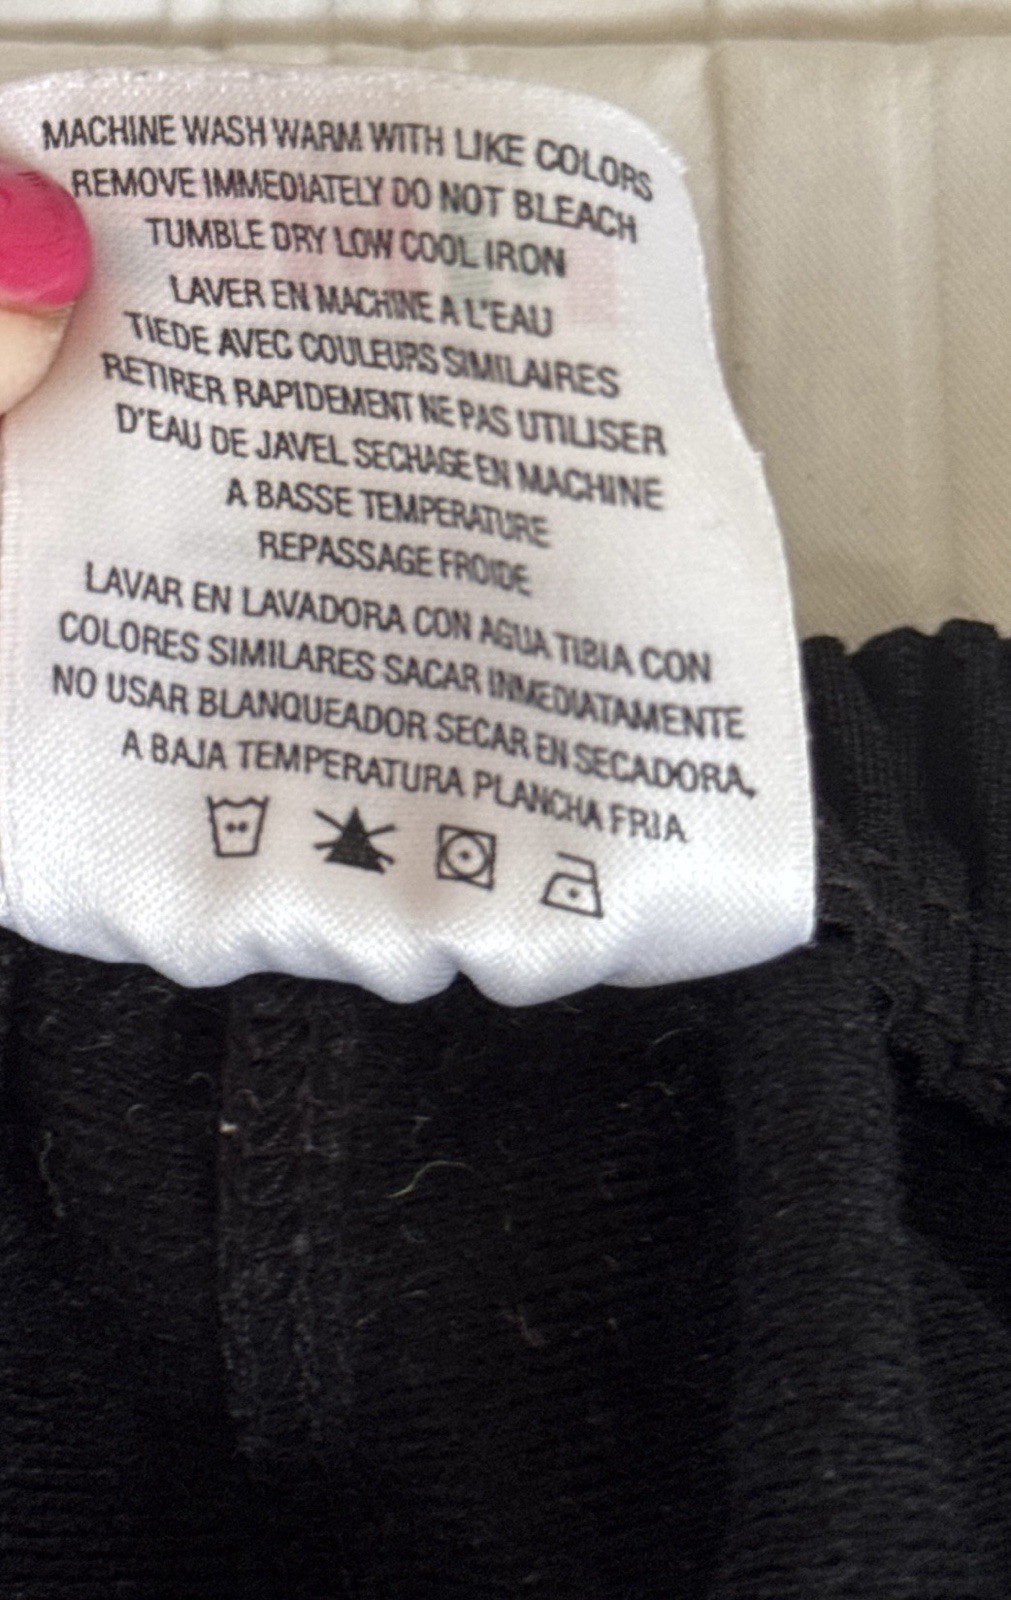 MACHINE WASH WARM WITH LIKE COLORS
REMOVE IMMEDIATELY DO NOT BLEACH
TUMBLE DRY LOW COOL IRON
LAVER EN MACHINE A L'EAU
TIEDE AVEC COULEURS SIMILAIRES
RETIRER RAPIDEMENT NE PAS UTILISER
D'EAU DE JAVEL SECHAGE EN MACHINE
A BASSE TEMPERATURE
REPASSAGE FROIDE
LAVAR EN LAVADORA CON AGUA TIBIA CON
COLORES SIMILARES SACAR INMEDIATAMENTE
NO USAR BLANQUEADOR SECAR EN SECADORA,
A BAJA TEMPERATURA PLANCHA FRIA